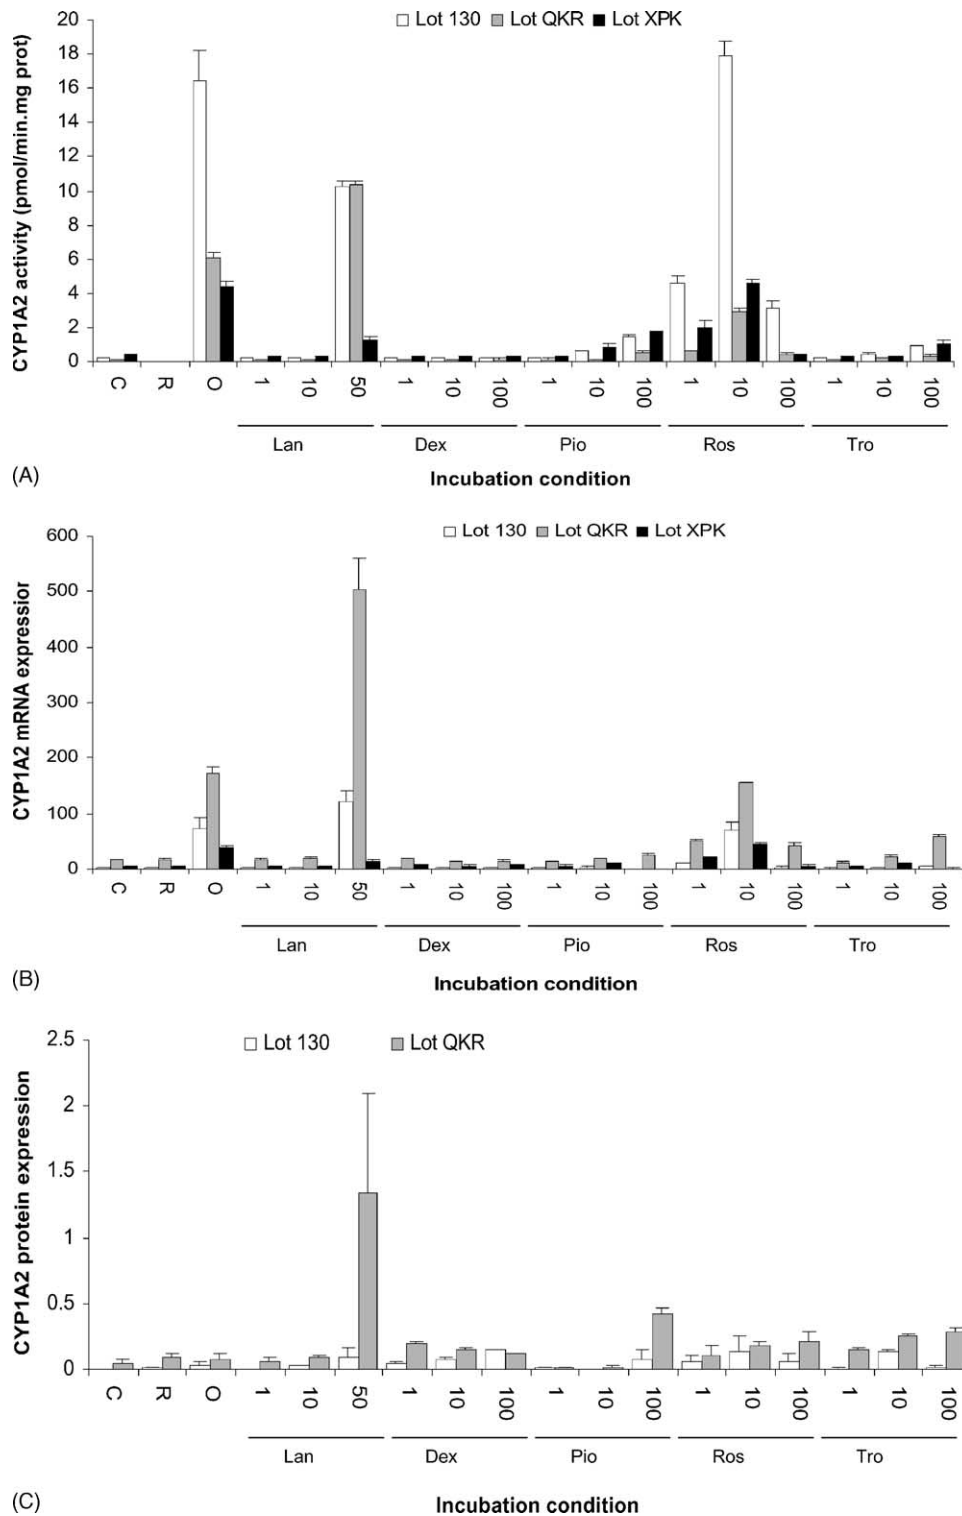 Lot 130 Lot QKR Lot XPK
20
18
16
14
12
10
8
6
4
2
0
CYP1A2 activity (pmol/min.mg prot)
C R O 1 10 50 1 10 100 1 10 100 1 10 100 1 10 100
Lan Dex Pio Ros Tro
Incubation condition
(A)
Lot 130 Lot QKR Lot XPK
600
500
400
300
200
100
0
CYP1A2 mRNA expressior
C R O 1 10 50 1 10 100 1 10 100 1 10 100 1 10 100
Lan Dex Pio Ros Tro
Incubation condition
(B)
Lot 130 Lot QKR
2.5
2
1.5
1
0.5
0
CYP1A2 protein expression
C R O 1 10 50 1 10 100 1 10 100 1 10 100 1 10 100
Lan Dex Pio Ros Tro
Incubation condition
(C)